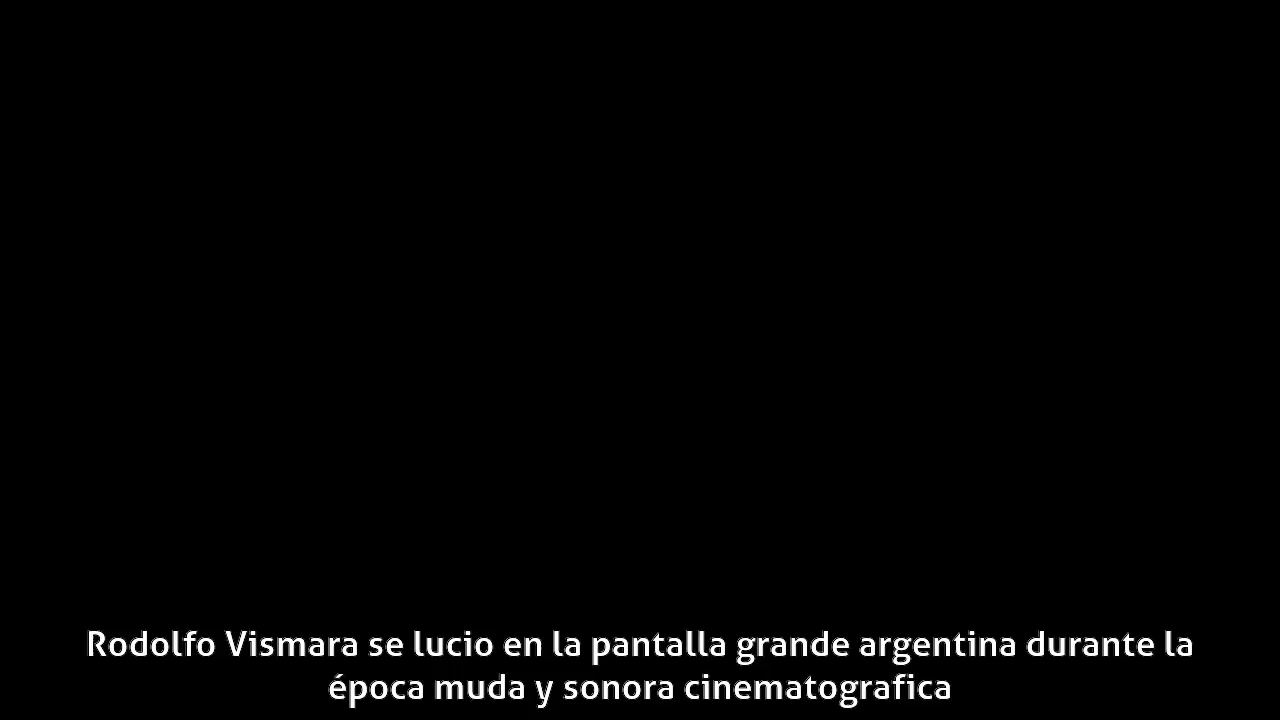 Rodolfo Vismara se lucio en la pantalla grande argentina durante la
época muda y sonora cinematografica